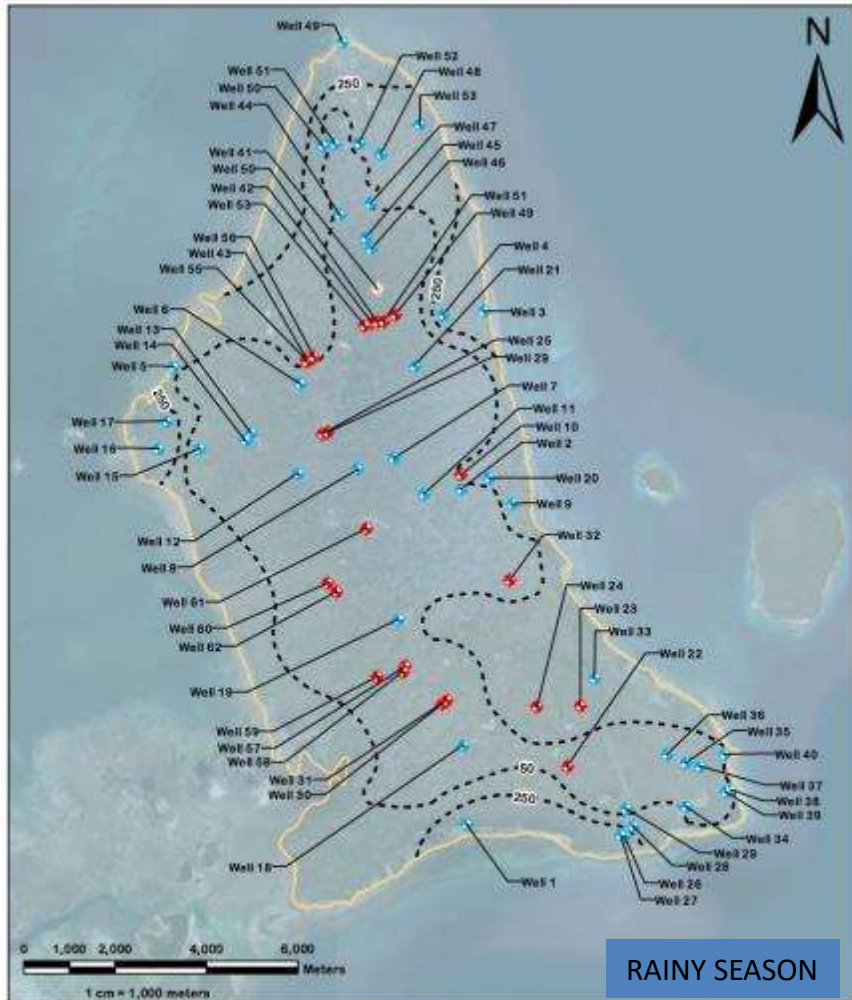 Well 49
N
Well 52
Well 51
Well 48
250
Well 50
Well 53
Well 44
Well 47
Well 41
Well 45
Well 50
Well 46
Well 42
Well 51
Well 53
Well 49
Well 56
Well 4
Well 43
Well 21
Well 55
250
Well 6
Well 3
Well 13
Well 25
Well 14
Well 29
Well 5
Well 7
250
Well 11
Well 17
Well 10
Well 16
Well 2
Well 15
Well 20
Well 9
Well 12
Well 32
Well 8
Well 24
Well 61
Well 23
Well 60
Well 33
Well 62
Well 22
Well 19
Well 36
Well 59
Well 35
Well 57
Well 40
Well 58
50
Well 37
Well 31
250
Well 38
Well 30
Well 39
Well 34
Well 29
Well 18
Well 28
Well 1
Well 26
Well 27
0 1,000 2,000 4,000 6,000
Meters
1 cm = 1,000 meters
RAINY SEASON